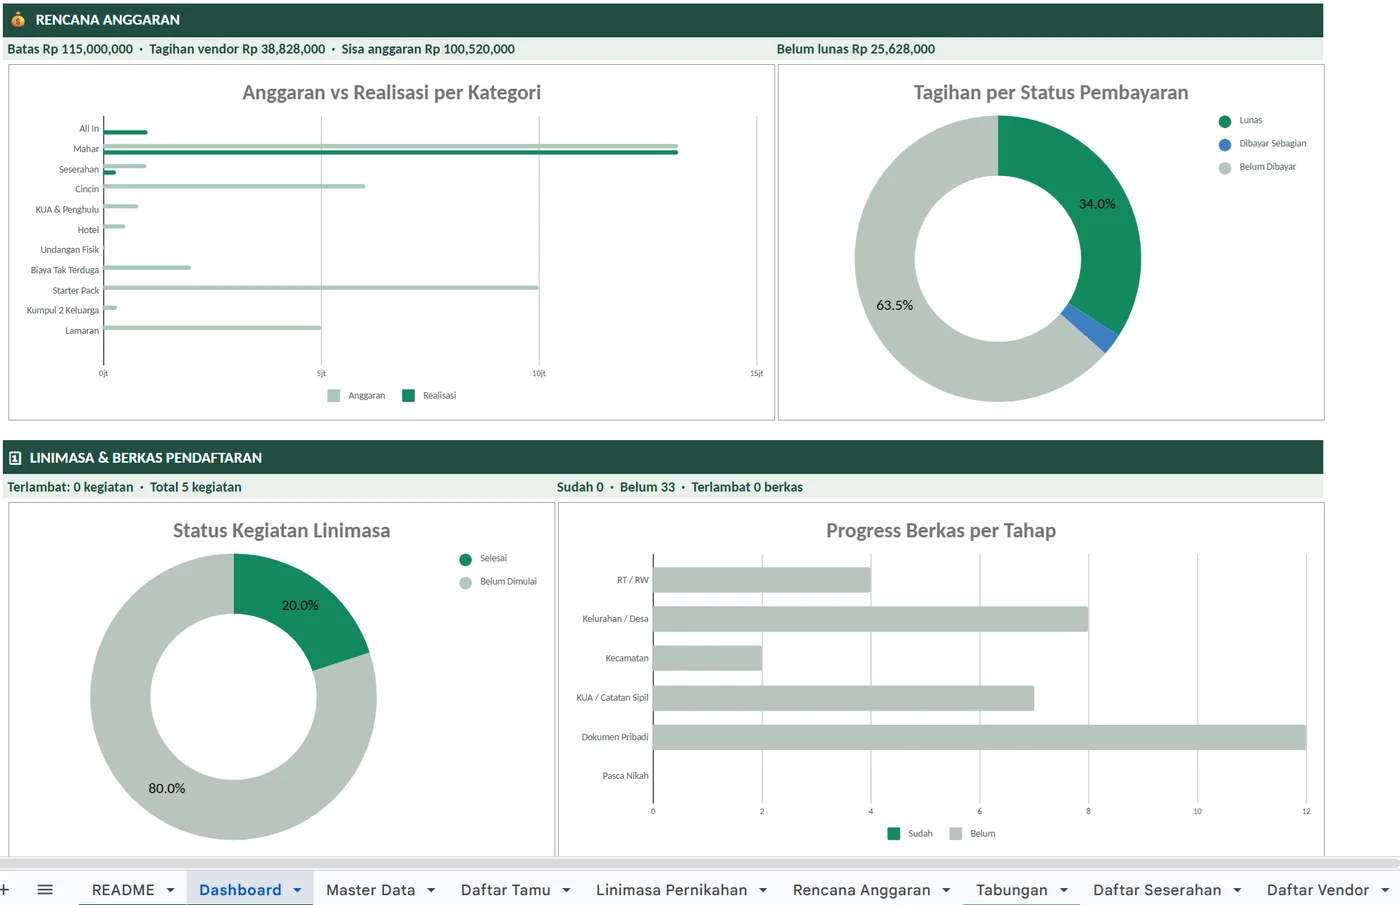 RENCANA ANGGARAN
Batas Rp 115,000,000 · Tagihan vendor Rp 38,828,000 · Sisa anggaran Rp 100,520,000
Belum lunas Rp 25,628,000
Anggaran vs Realisasi per Kategori
All In
Mahar
Seserahan
Cincin
KUA & Penghulu
Hotel
Undangan Fisik
Biaya Tak Terduga
Starter Pack
Kumpul 2 Keluarga
Lamaran
0jt 5jt 10jt 15jt
Anggaran Realisasi
Tagihan per Status Pembayaran
Lunas
Dibayar Sebagian
Belum Dibayar
34.0%
63.5%
LINIMASA & BERKAS PENDAFTARAN
Terlambat: 0 kegiatan · Total 5 kegiatan
Sudah 0 · Belum 33 · Terlambat 0 berkas
Status Kegiatan Linimasa
Selesai
Belum Dimulai
20.0%
80.0%
Progress Berkas per Tahap
RT / RW
Kelurahan / Desa
Kecamatan
KUA / Catatan Sipil
Dokumen Pribadi
Pasca Nikah
0 2 4 6 8 10 12
Sudah Belum
README Dashboard Master Data Daftar Tamu Linimasa Pernikahan Rencana Anggaran Tabungan Daftar Seserahan Daftar Vendor